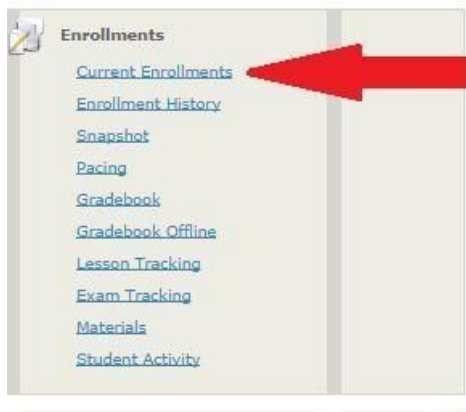 Enrollments
Current Enrollments
Enrollment History
Snapshot
Pacing
Gradebook
Gradebook Offline
Lesson Tracking
Exam Tracking
Materials
Student Activity